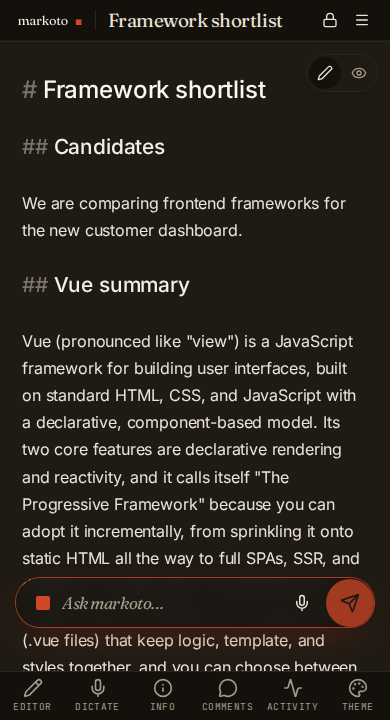 markoto
Framework shortlist
# Framework shortlist
## Candidates
We are comparing frontend frameworks for
the new customer dashboard.
## Vue summary
Vue (pronounced like "view") is a JavaScript
framework for building user interfaces, built
on standard HTML, CSS, and JavaScript with
a declarative, component-based model. Its
two core features are declarative rendering
and reactivity, and it calls itself "The
Progressive Framework" because you can
adopt it incrementally, from sprinkling it onto
static HTML all the way to full SPAs, SSR, and
Ask markoto...
(.vue files) that keep logic, template, and
styles together, and you can choose between
EDITOR DICTATE INFO COMMENTS ACTIVITY THEME